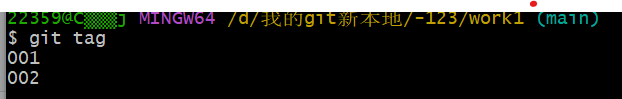 22359@C▒▒▒j MINGW64 /d/我的git新本地/-123/work1 (main)
$ git tag
001
002